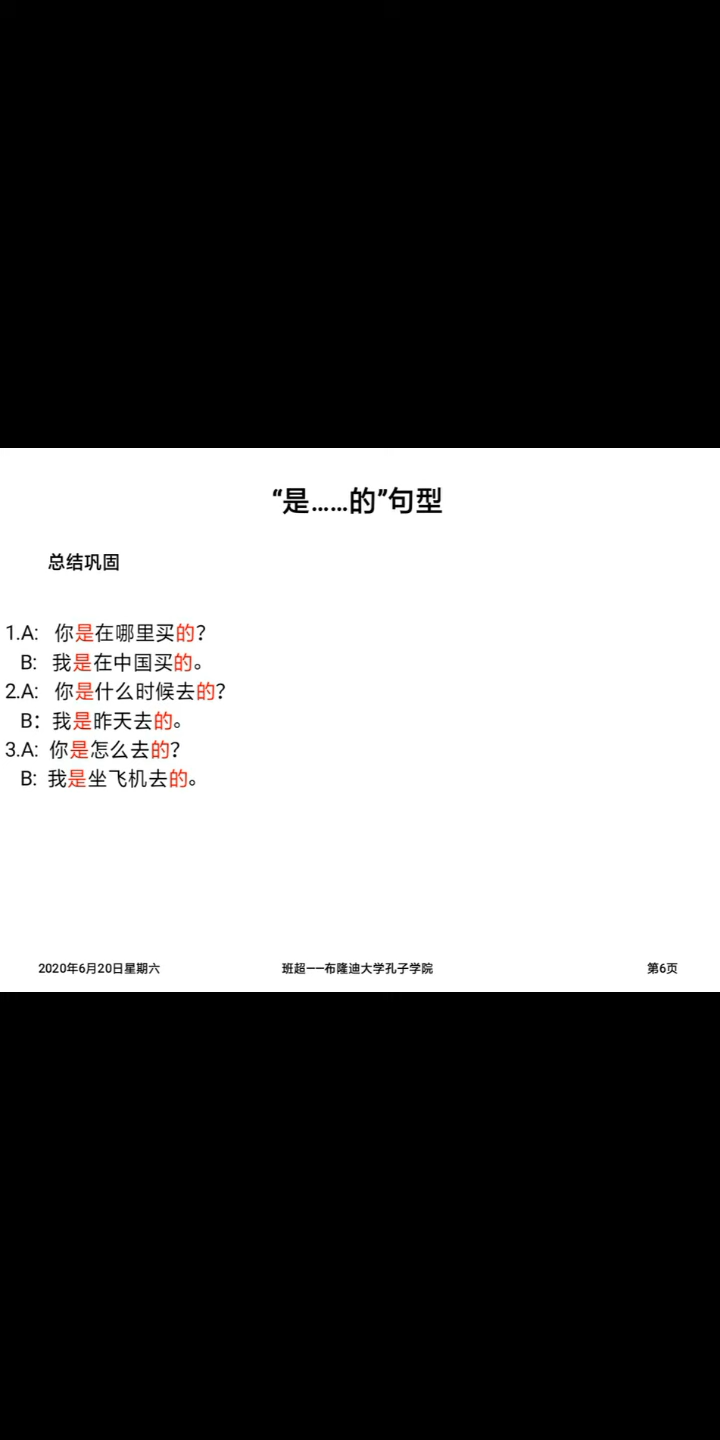 “是……的”句型
总结巩固
1.A: 你是在哪里买的?
B: 我是在中国买的。
2.A: 你是什么时候去的?
B：我是昨天去的。
3.A: 你是怎么去的?
B: 我是坐飞机去的。
2020年6月20日星期六
班超——布隆迪大学孔子学院
第6页